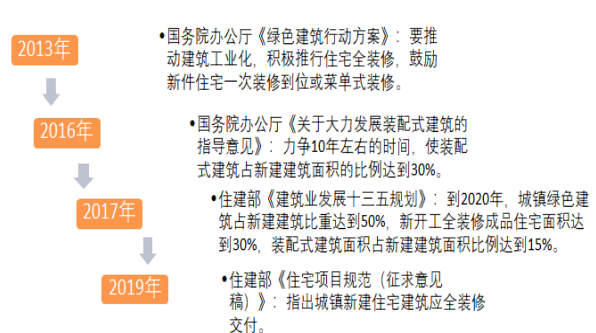 2013年
•国务院办公厅《绿色建筑行动方案》：要推
动建筑工业化，积极推行住宅全装修，鼓励
新件住宅一次装修到位或菜单式装修。
2016年
•国务院办公厅《关于大力发展装配式建筑的
指导意见》：力争10年左右的时间，使装配
式建筑占新建建筑面积的比例达到30%。
2017年
•住建部《建筑业发展十三五规划》：到2020年，城镇绿色建
筑占新建建筑比重达到50%，新开工全装修成品住宅面积达
到30%，装配式建筑面积占新建建筑面积比例达到15%。
2019年
•住建部《住宅项目规范（征求意见
稿）》：指出城镇新建住宅建筑应全装修
交付。